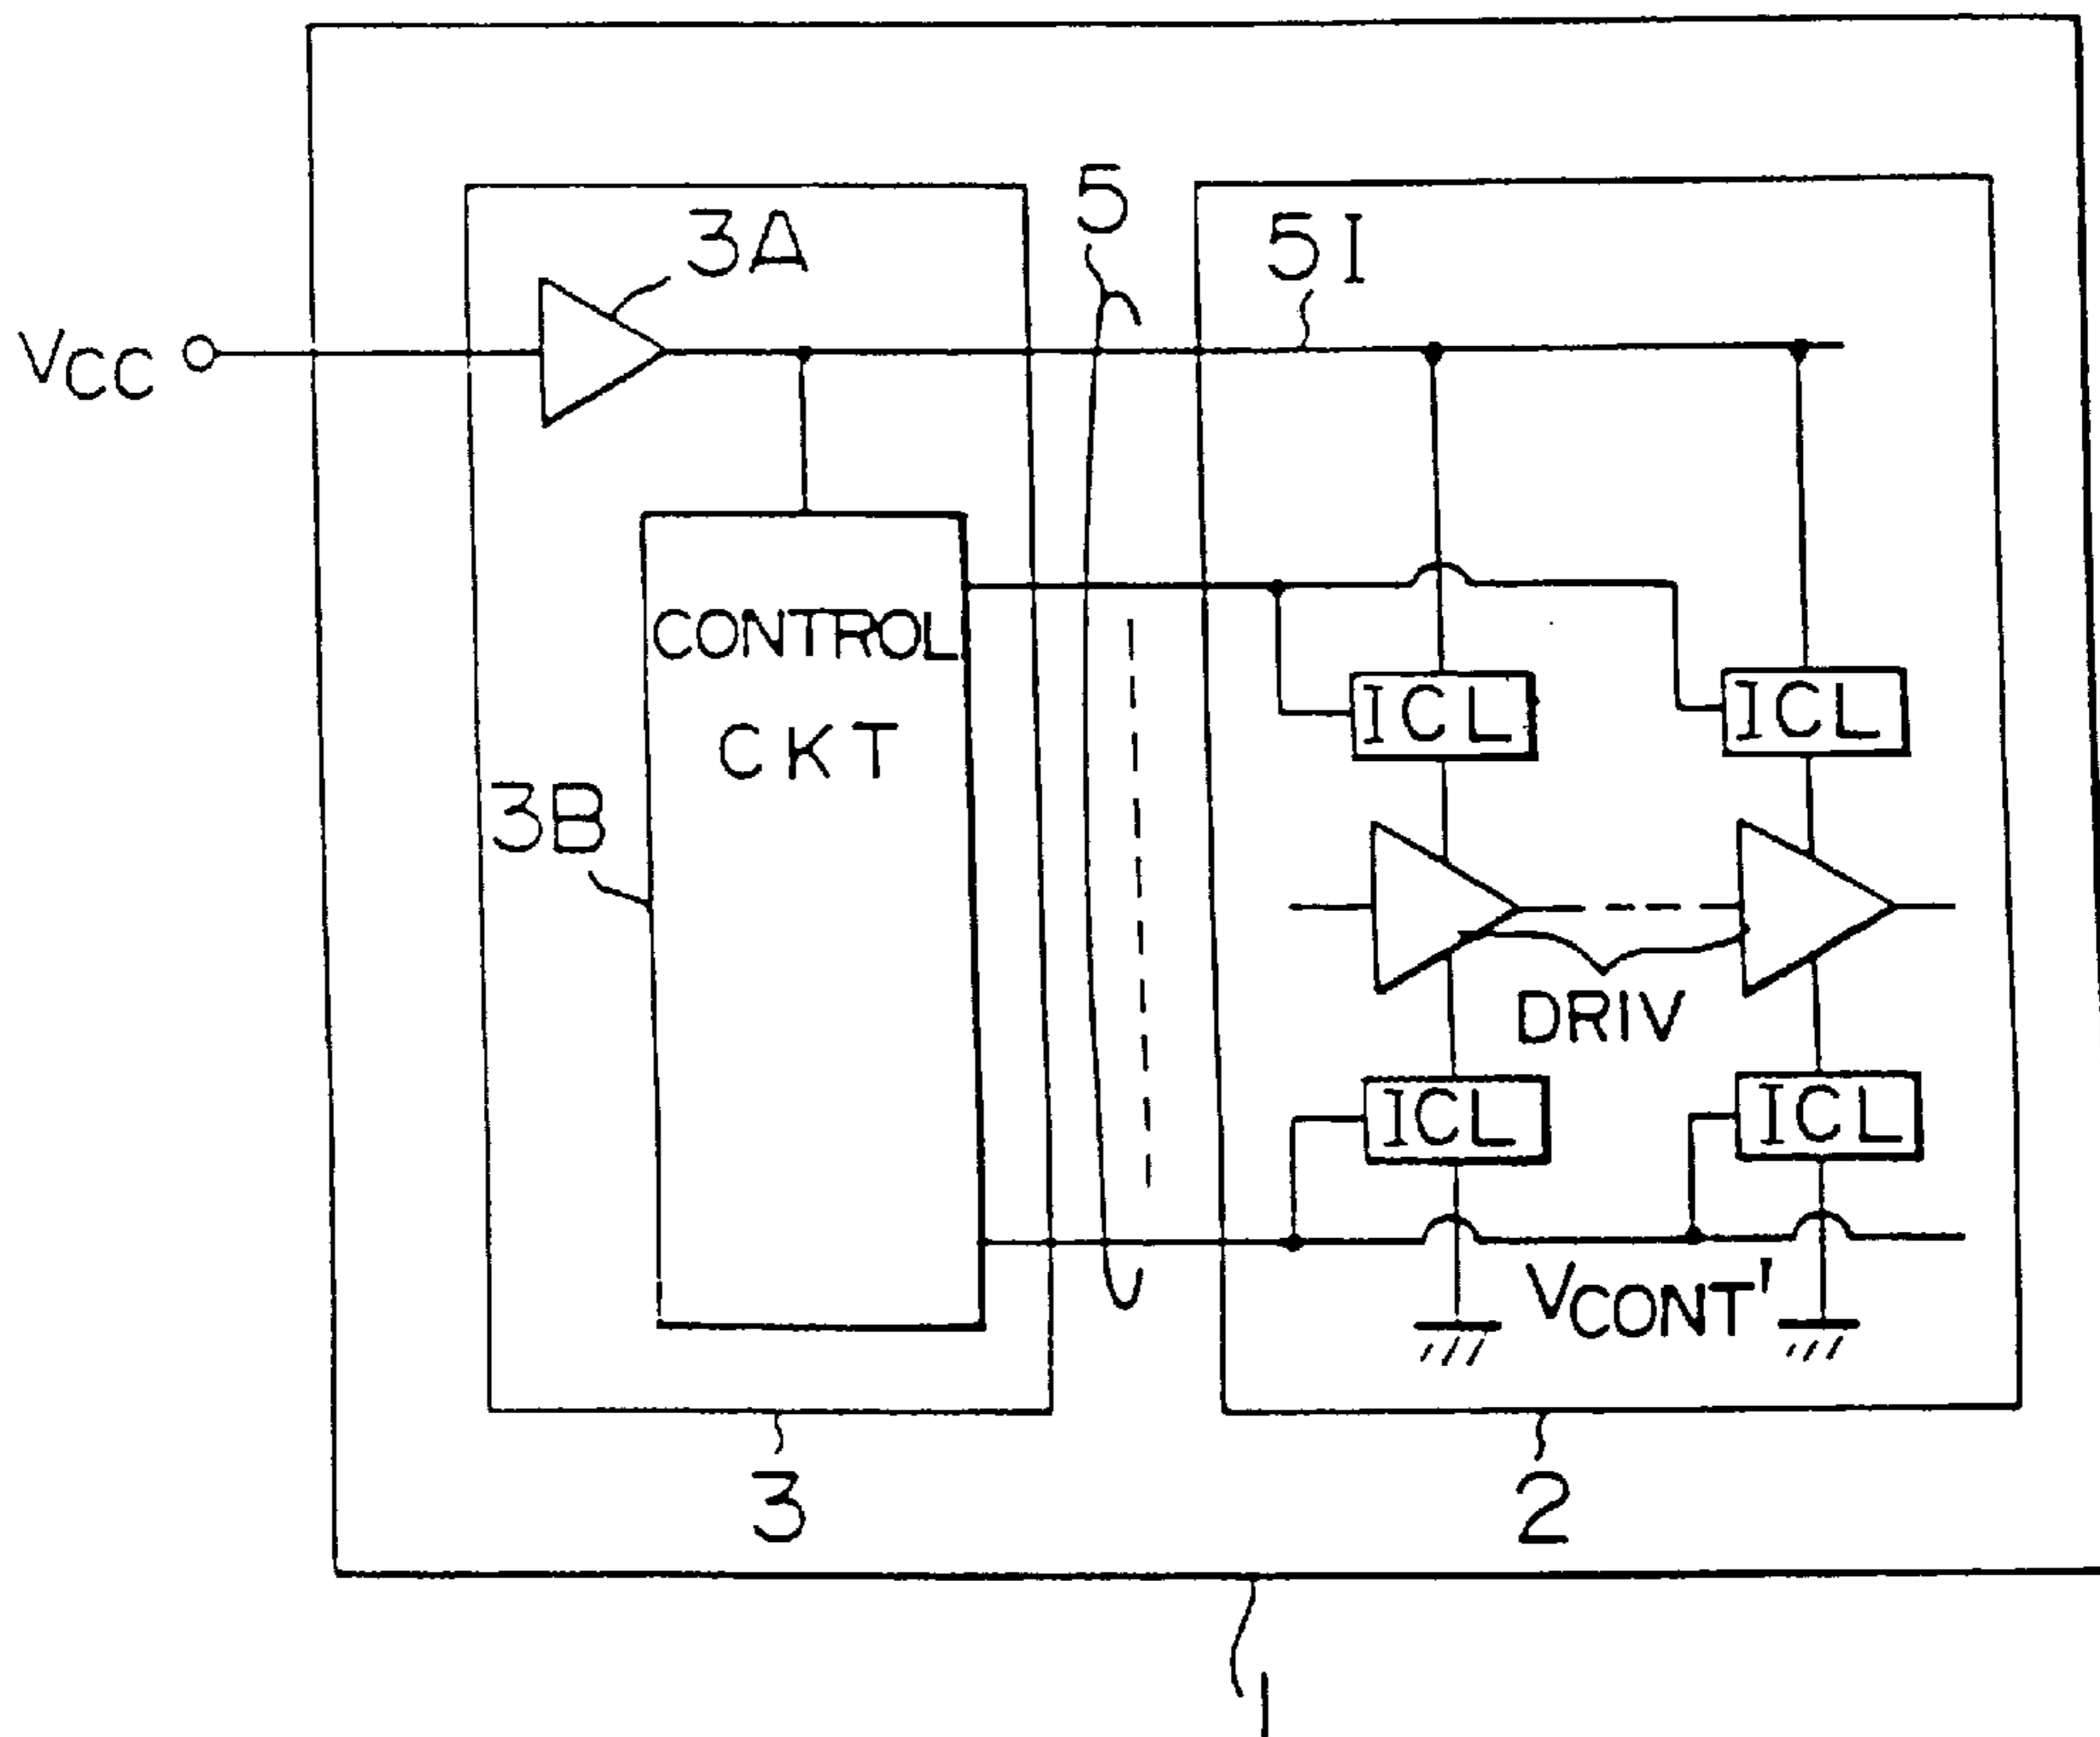 5
3A
5I
VCC
CONTROL
CKT
ICL
ICL
3B
DRIV
ICL
ICL
VCONT'
3
2
1